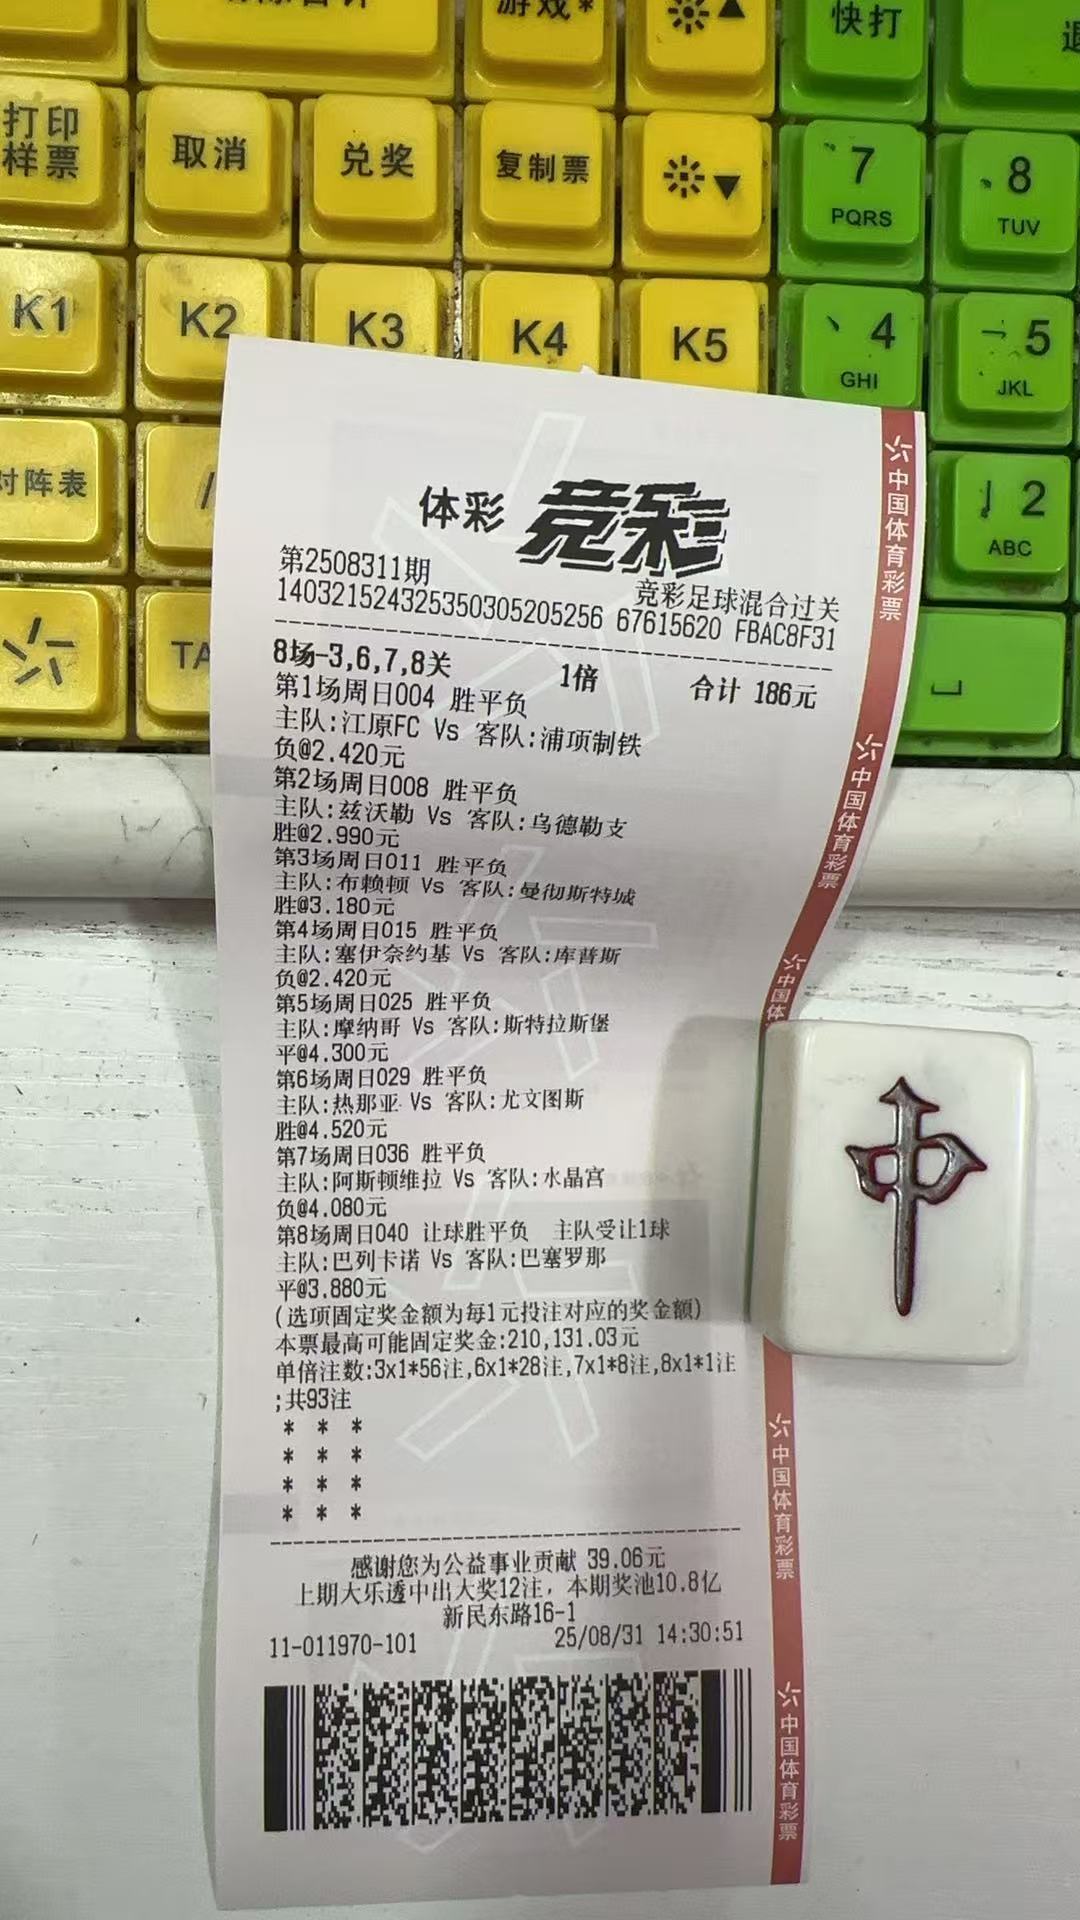 游戏*
▲
快打
退
打印
样票
取消
兑奖
复制票
▼
7
PQRS
8
TUV
K1
K2
K3
K4
K5
4
GHI
5
JKL
对阵表
/
2
ABC
TA
体彩 竞彩
第2508311期
竞彩足球混合过关
140321524325350305205256 67615620 FBAC8F31
8场-3,6,7,8关 1倍 合计 186元
第1场周日004 胜平负
主队:江原FC Vs 客队:浦项制铁
负@2.420元
第2场周日008 胜平负
主队:兹沃勒 Vs 客队:乌德勒支
胜@2.990元
第3场周日011 胜平负
主队:布赖顿 Vs 客队:曼彻斯特城
胜@3.180元
第4场周日015 胜平负
主队:塞伊奈约基 Vs 客队:库普斯
负@2.420元
第5场周日025 胜平负
主队:摩纳哥 Vs 客队:斯特拉斯堡
平@4.300元
第6场周日029 胜平负
主队:热那亚 Vs 客队:尤文图斯
胜@4.520元
第7场周日036 胜平负
主队:阿斯顿维拉 Vs 客队:水晶宫
负@4.080元
第8场周日040 让球胜平负 主队受让1球
主队:巴列卡诺 Vs 客队:巴塞罗那
平@3.880元
(选项固定奖金额为每1元投注对应的奖金额)
本票最高可能固定奖金:210,131.03元
单倍注数:3x1*56注,6x1*28注,7x1*8注,8x1*1注
;共93注
* * *
* * *
* * *
* * *
感谢您为公益事业贡献 39.06元
上期大乐透中出大奖12注，本期奖池10.8亿
新民东路16-1
11-011970-101 25/08/31 14:30:51
中国体育彩票
中国体育彩票
中国体
中国体育彩票
中国体育彩票
中